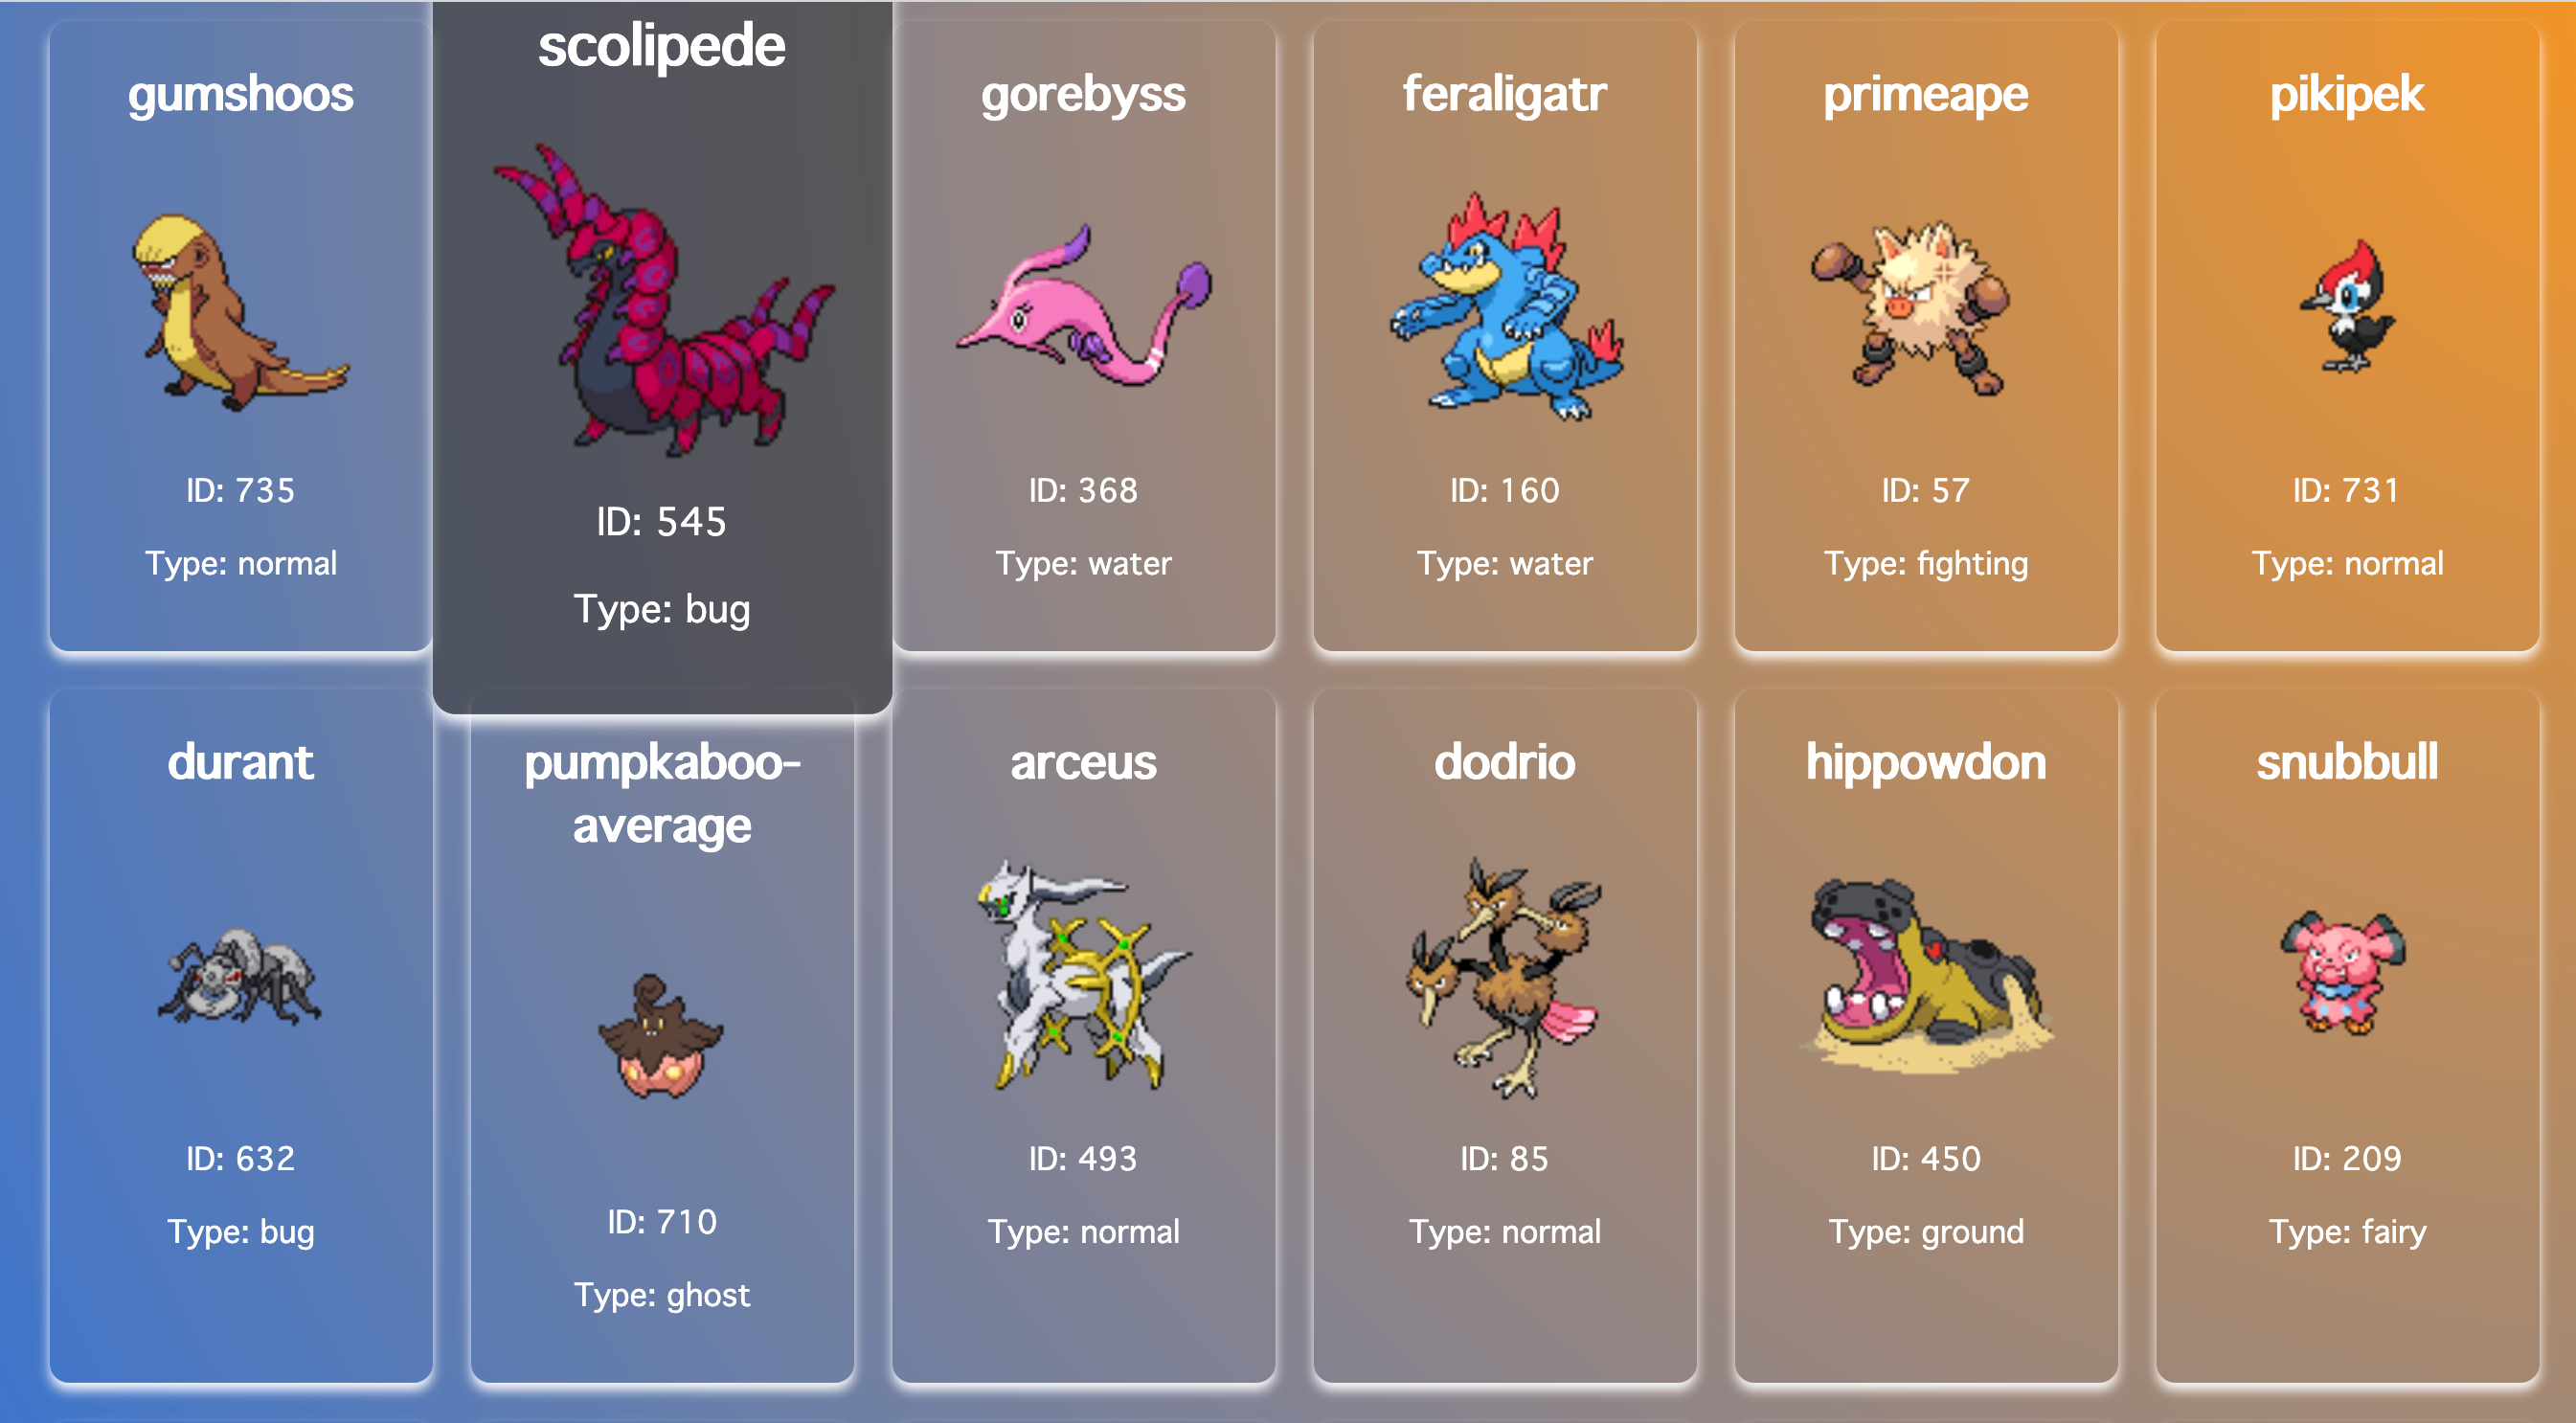 gumshoos
ID: 735
Type: normal
scolipede
ID: 545
Type: bug
gorebyss
ID: 368
Type: water
feraligatr
ID: 160
Type: water
primeape
ID: 57
Type: fighting
pikipek
ID: 731
Type: normal
durant
ID: 632
Type: bug
pumpkaboo-
average
ID: 710
Type: ghost
arceus
ID: 493
Type: normal
dodrio
ID: 85
Type: normal
hippowdon
ID: 450
Type: ground
snubbull
ID: 209
Type: fairy